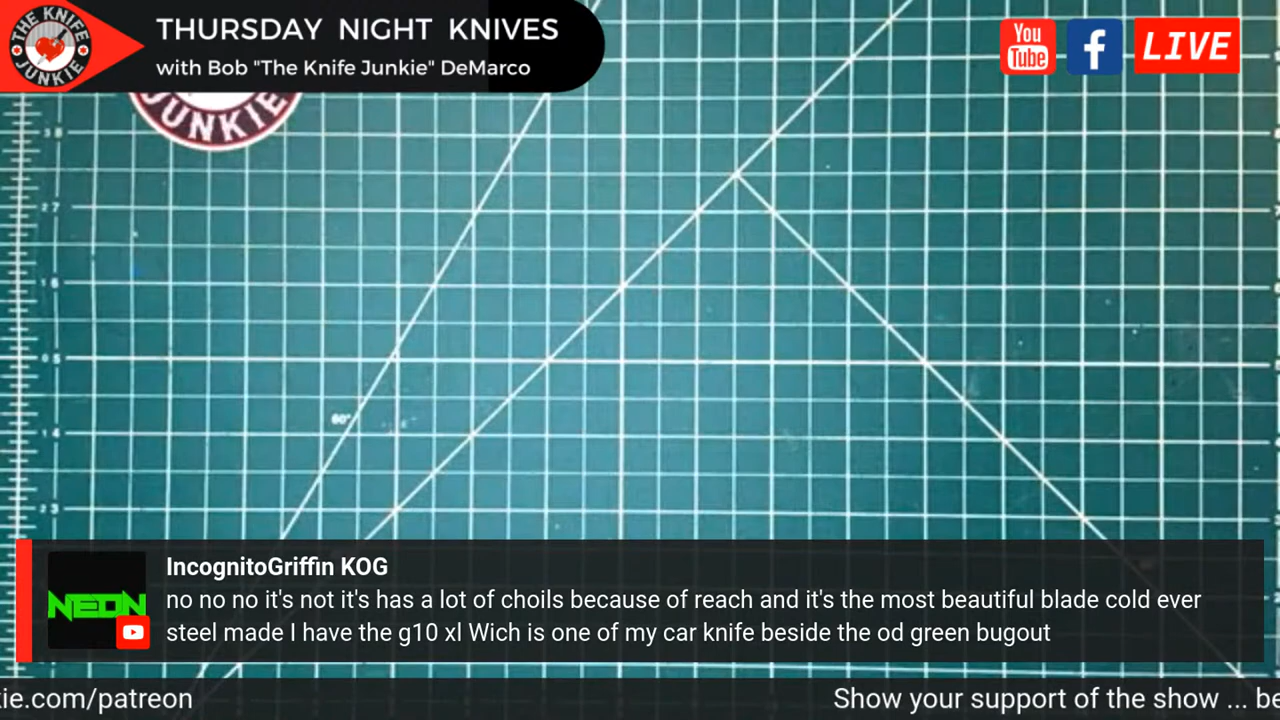 THE KNIFE
JUNKIE
THURSDAY NIGHT KNIVES
with Bob "The Knife Junkie" DeMarco
You
Tube
f
LIVE
JUNKIE
60°
IncognitoGriffin KOG
NEON
no no no it's not it's has a lot of choils because of reach and it's the most beautiful blade cold ever
steel made I have the g10 xl Wich is one of my car knife beside the od green bugout
ie.com/patreon
Show your support of the show ... be